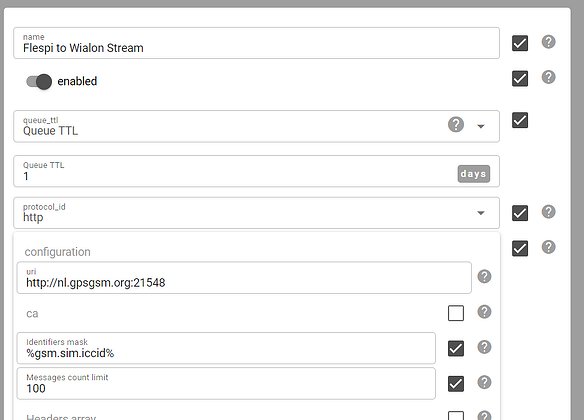 name
Flespi to Wialon Stream
enabled
queue_ttl
Queue TTL
Queue TTL
1
days
protocol_id
http
configuration
uri
http://nl.gpsgsm.org:21548
ca
Identifiers mask
%gsm.sim.iccid%
Messages count limit
100
Headers array